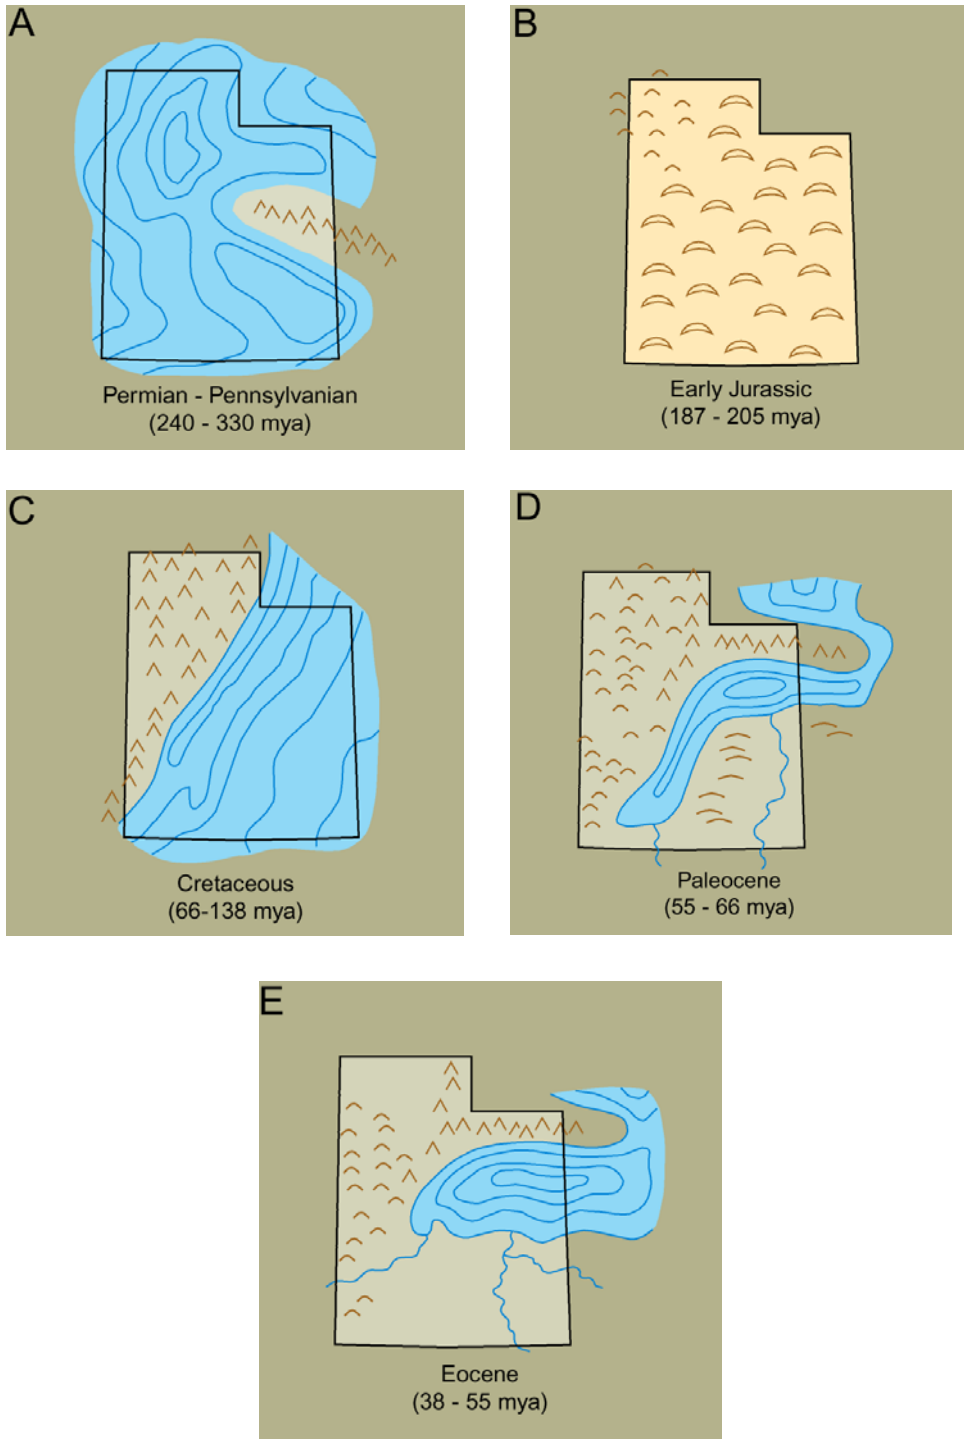 A
Permian - Pennsylvanian
(240 - 330 mya)
B
Early Jurassic
(187 - 205 mya)
C
Cretaceous
(66-138 mya)
D
Paleocene
(55 - 66 mya)
E
Eocene
(38 - 55 mya)